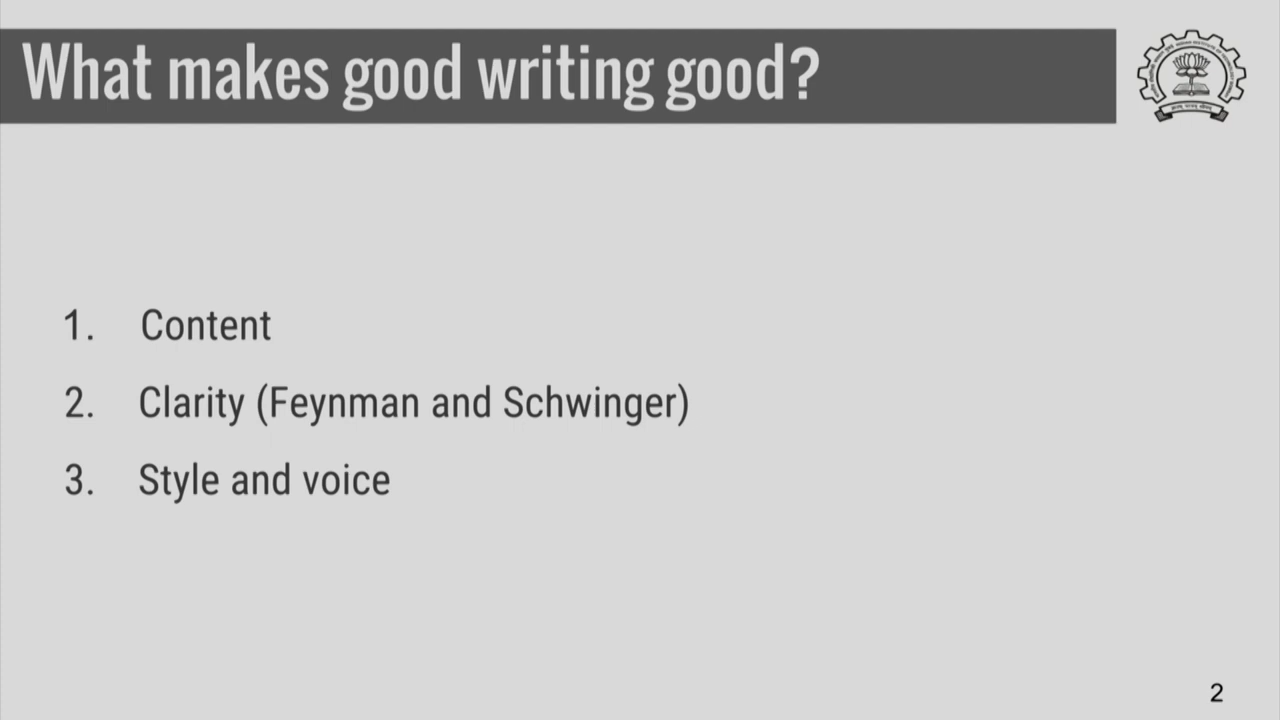 What makes good writing good?
1. Content
2. Clarity (Feynman and Schwinger)
3. Style and voice
2